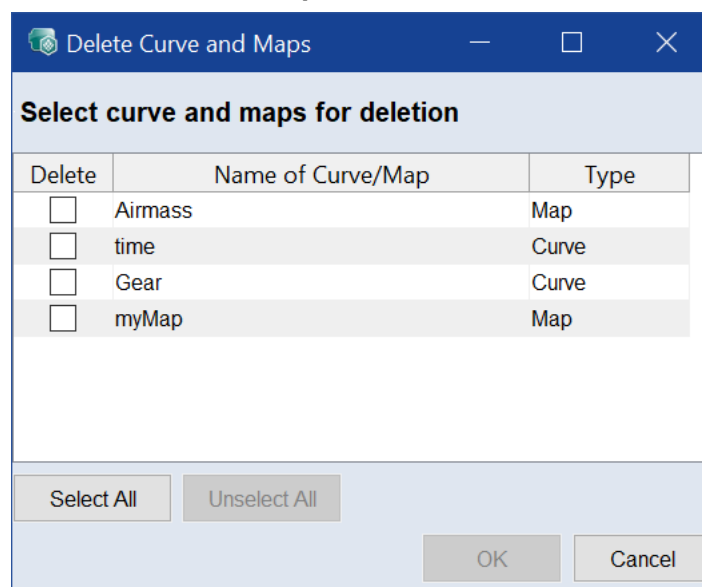 Delete Curve and Maps
Select curve and maps for deletion
Delete Name of Curve/Map Type
Airmass Map
time Curve
Gear Curve
myMap Map
Select All Unselect All
OK Cancel